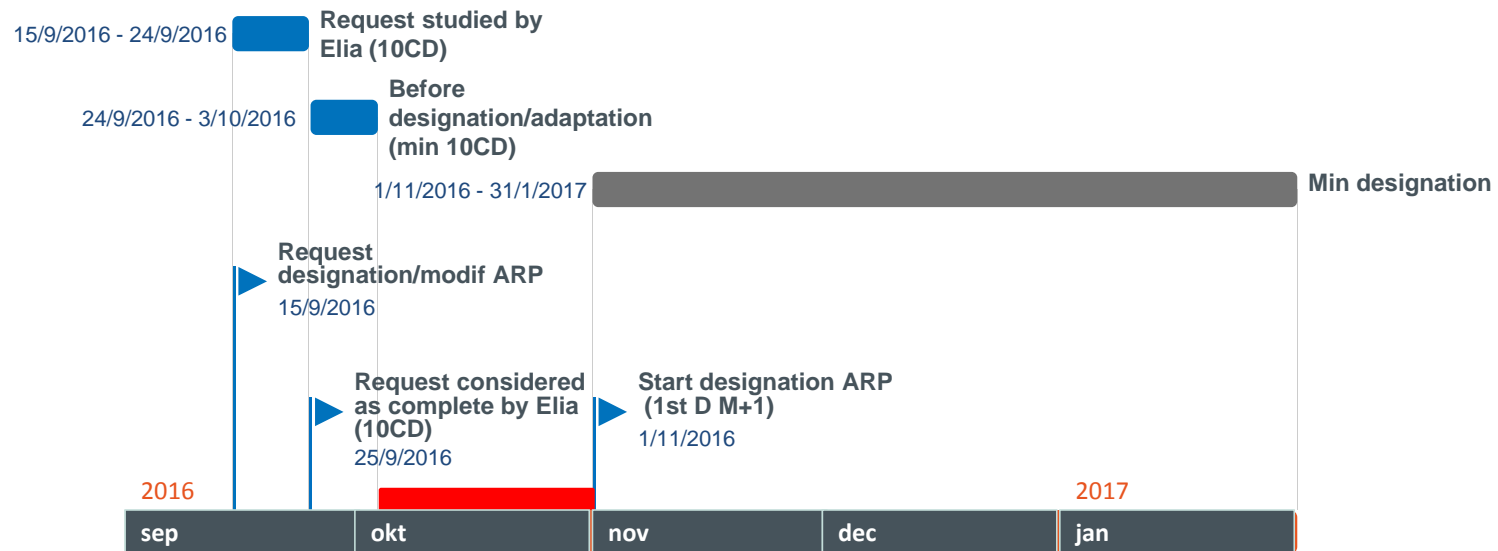 15/9/2016 - 24/9/2016
Request studied by
Elia (10CD)
24/9/2016 - 3/10/2016
Before
designation/adaptation
(min 10CD)
1/11/2016 - 31/1/2017
Min designation
Request
designation/modif ARP
15/9/2016
Request considered
as complete by Elia
(10CD)
25/9/2016
Start designation ARP
(1st D M+1)
1/11/2016
2016
2017
sep
okt
nov
dec
jan